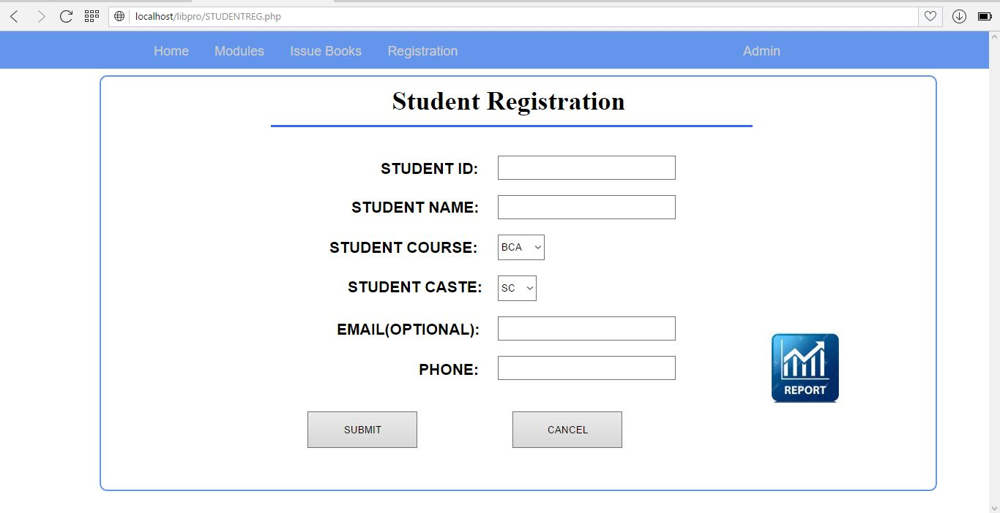 localhost/libpro/STUDENTREG.php
Home Modules Issue Books Registration Admin
Student Registration
STUDENT ID:
STUDENT NAME:
STUDENT COURSE: BCA
STUDENT CASTE: SC
EMAIL(OPTIONAL):
PHONE:
REPORT
SUBMIT CANCEL